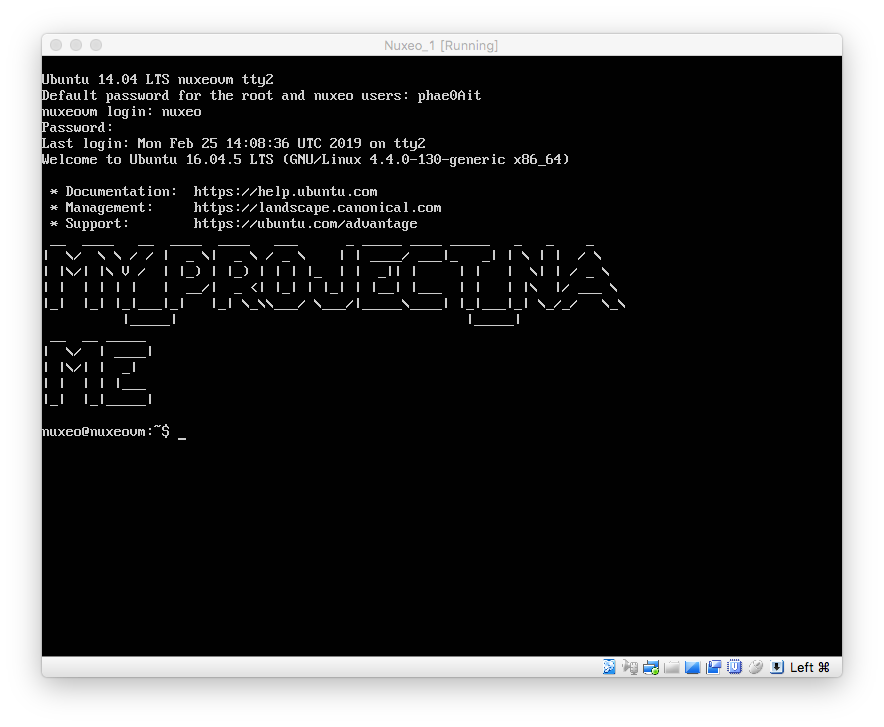 Nuxeo_1 [Running]
Ubuntu 14.04 LTS nuxeovm tty2
Default password for the root and nuxeo users: phae0Ait
nuxeovm login: nuxeo
Password:
Last login: Mon Feb 25 14:08:36 UTC 2019 on tty2
Welcome to Ubuntu 16.04.5 LTS (GNU/Linux 4.4.0-130-generic x86_64)
* Documentation:  https://help.ubuntu.com
* Management:     https://landscape.canonical.com
* Support:        https://ubuntu.com/advantage
MY_PROJECT_NA
ME
nuxeo@nuxeovm:~$ _
Left ⌘